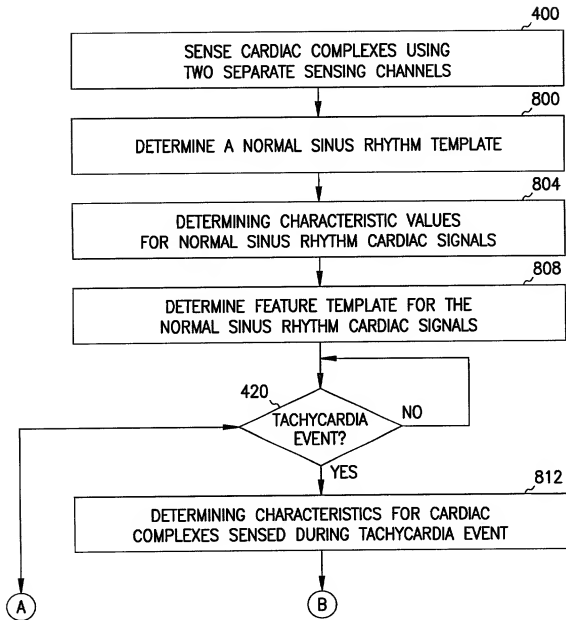 400
SENSE CARDIAC COMPLEXES USING
TWO SEPARATE SENSING CHANNELS
800
DETERMINE A NORMAL SINUS RHYTHM TEMPLATE
804
DETERMINING CHARACTERISTIC VALUES
FOR NORMAL SINUS RHYTHM CARDIAC SIGNALS
808
DETERMINE FEATURE TEMPLATE FOR THE
NORMAL SINUS RHYTHM CARDIAC SIGNALS
420
TACHYCARDIA
EVENT?
NO
YES
812
DETERMINING CHARACTERISTICS FOR CARDIAC
COMPLEXES SENSED DURING TACHYCARDIA EVENT
A
B